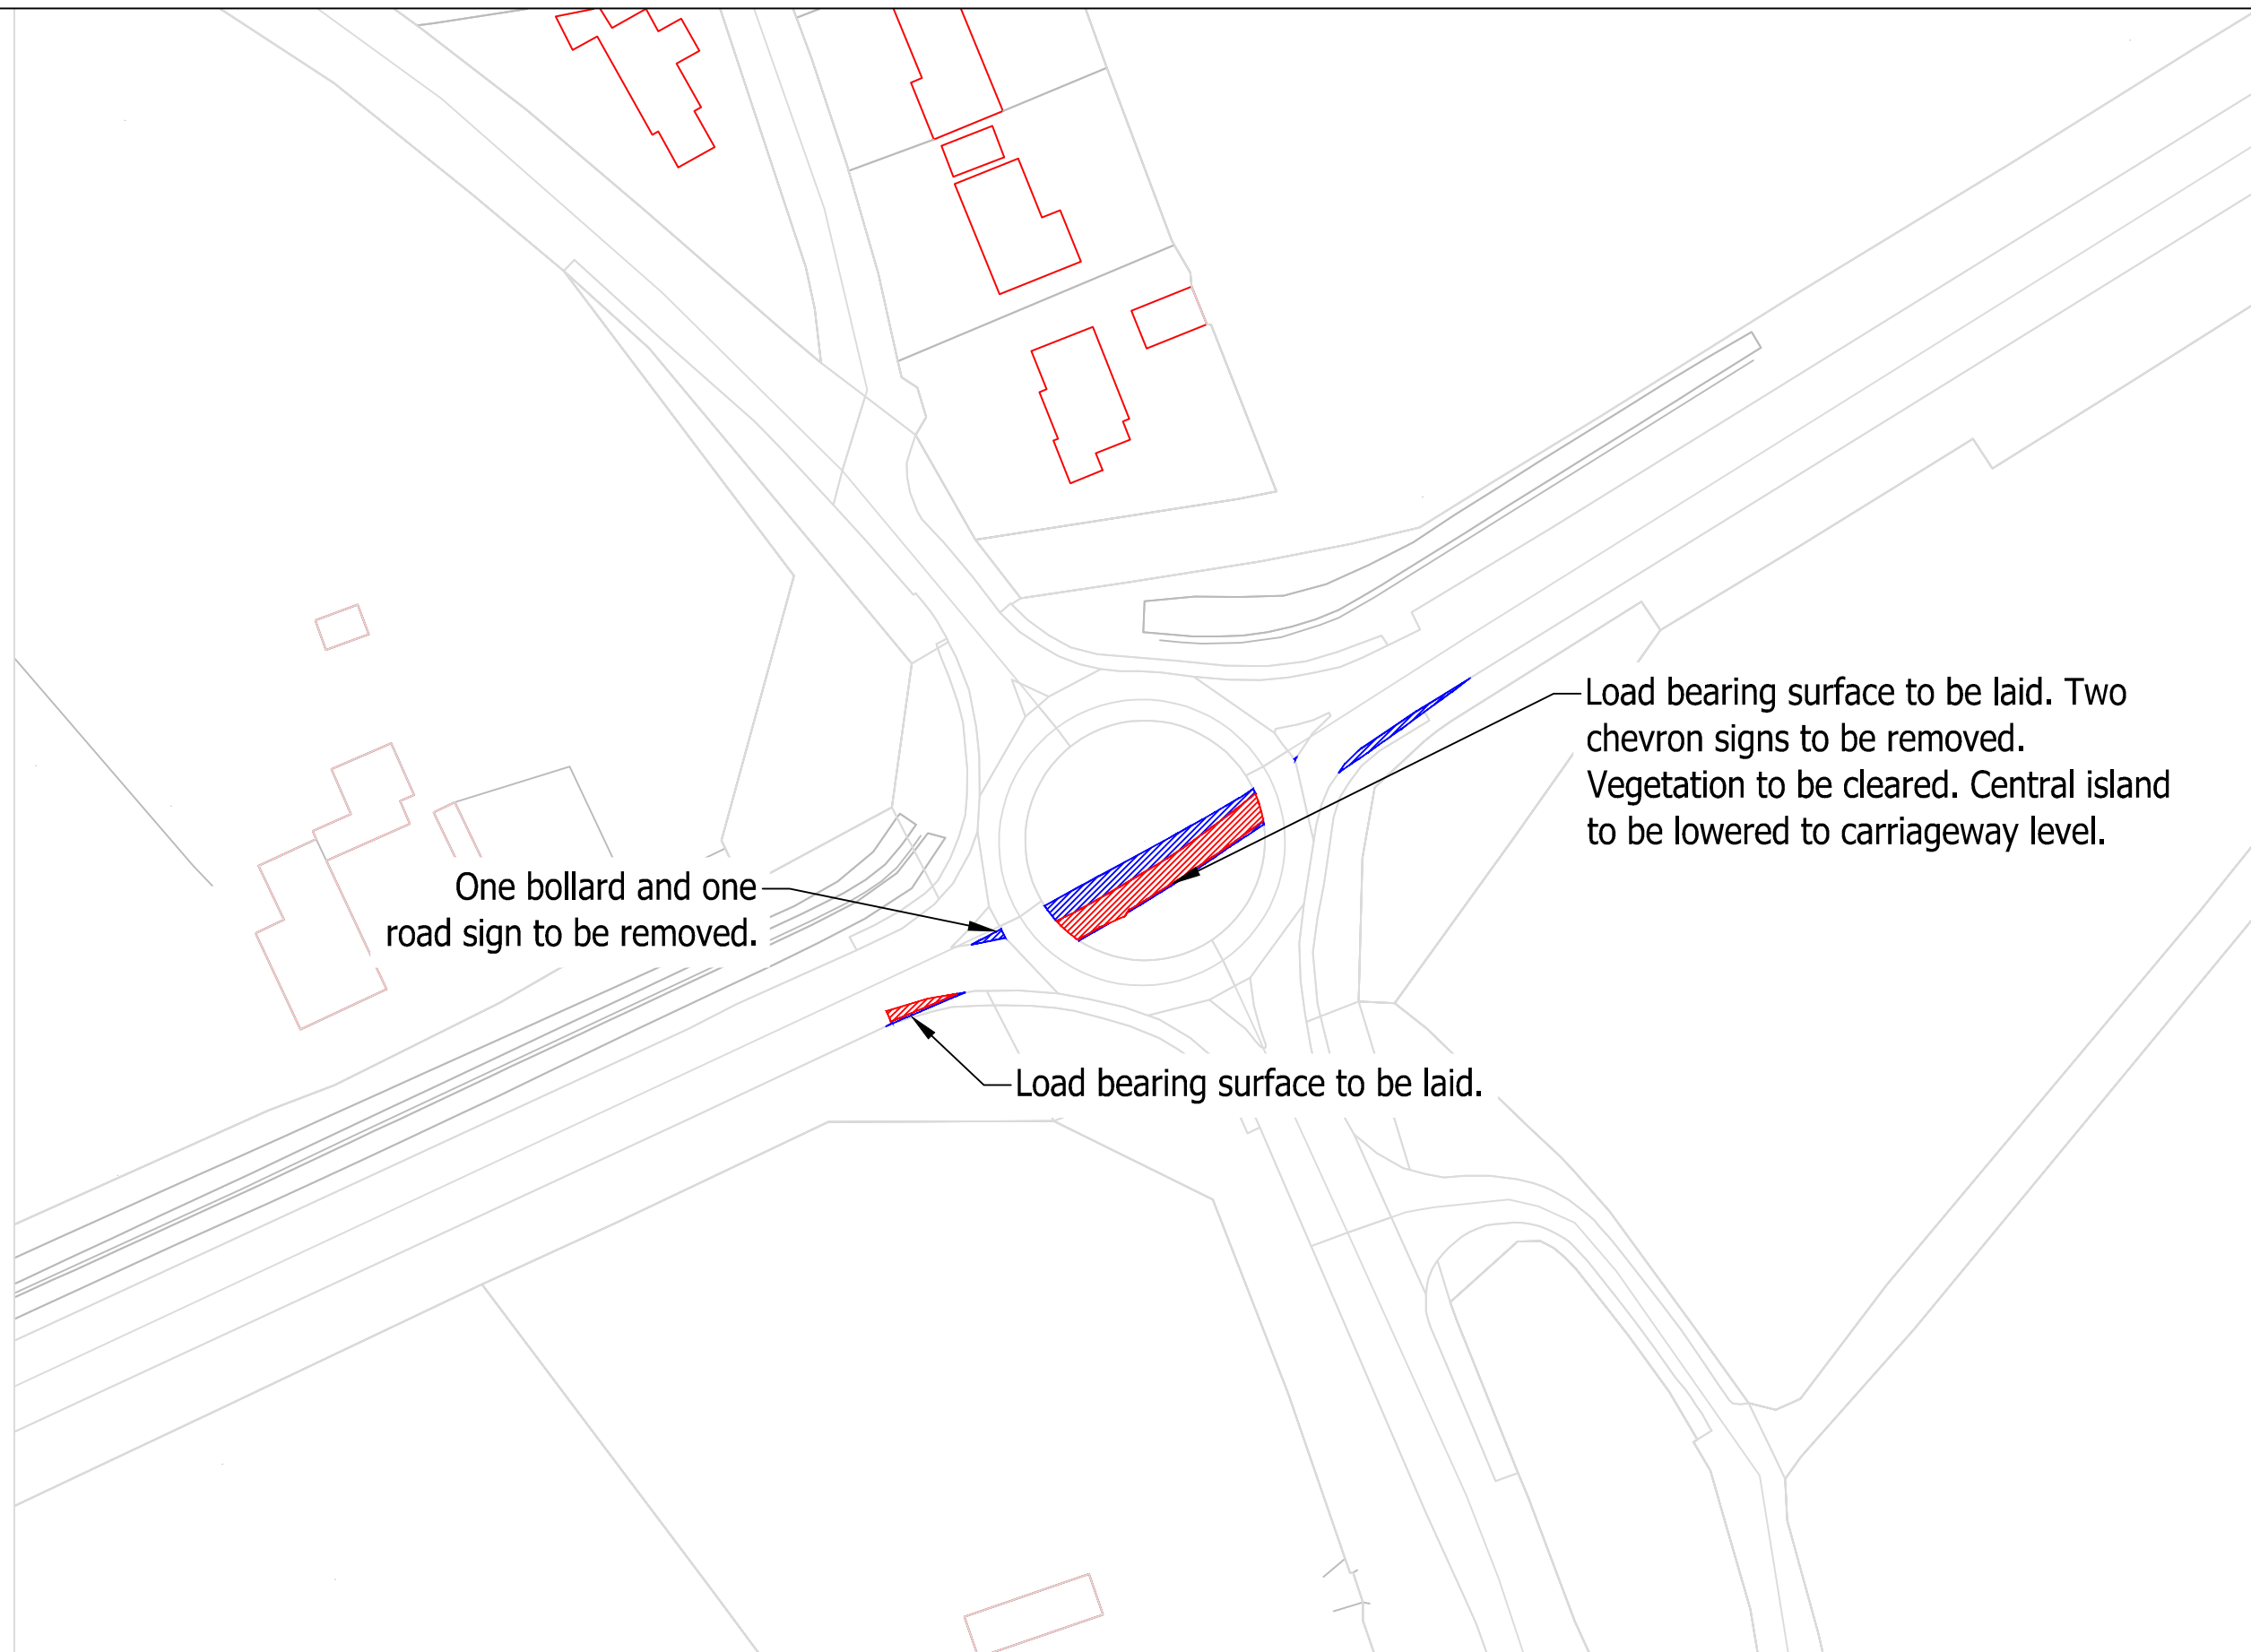 Load bearing surface to be laid. Two
chevron signs to be removed.
Vegetation to be cleared. Central island
to be lowered to carriageway level.
One bollard and one
road sign to be removed.
Load bearing surface to be laid.